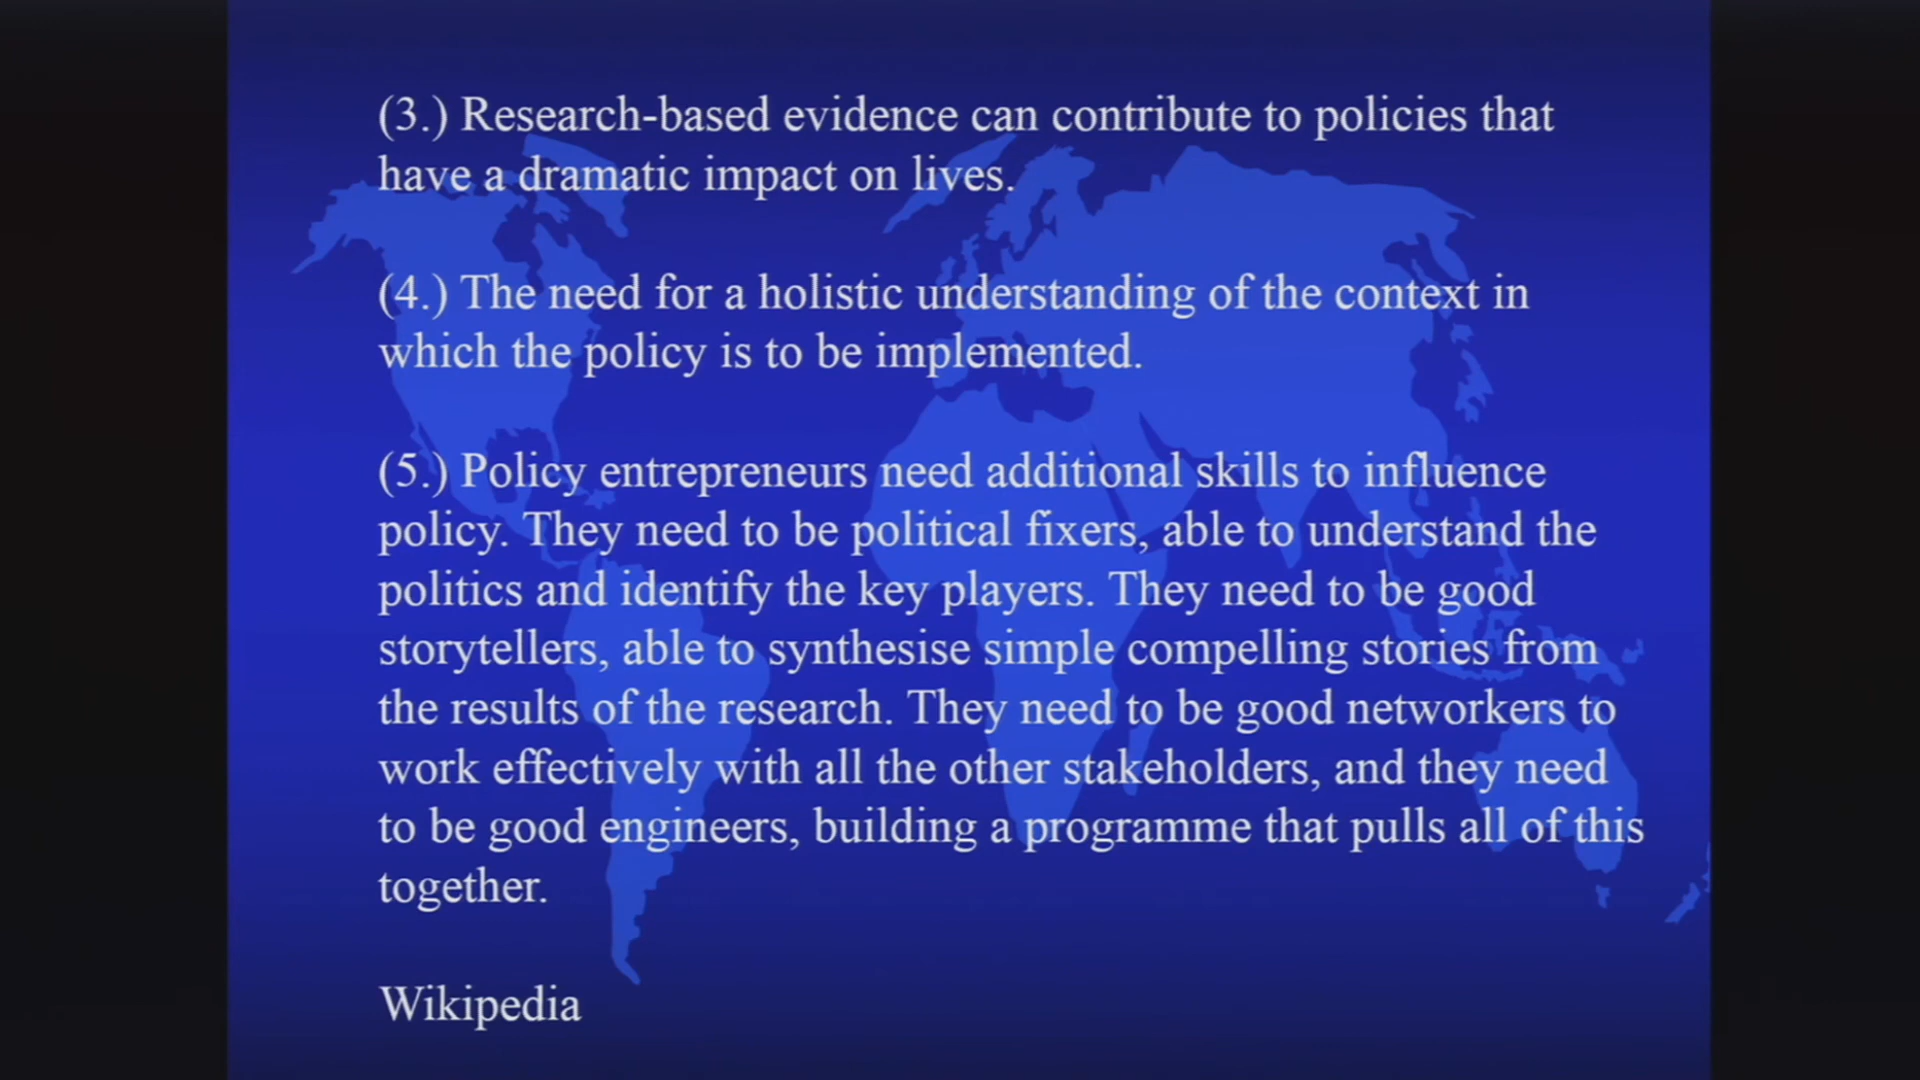 (3.) Research-based evidence can contribute to policies that
have a dramatic impact on lives.
(4.) The need for a holistic understanding of the context in
which the policy is to be implemented.
(5.) Policy entrepreneurs need additional skills to influence
policy. They need to be political fixers, able to understand the
politics and identify the key players. They need to be good
storytellers, able to synthesise simple compelling stories from
the results of the research. They need to be good networkers to
work effectively with all the other stakeholders, and they need
to be good engineers, building a programme that pulls all of this
together.
Wikipedia